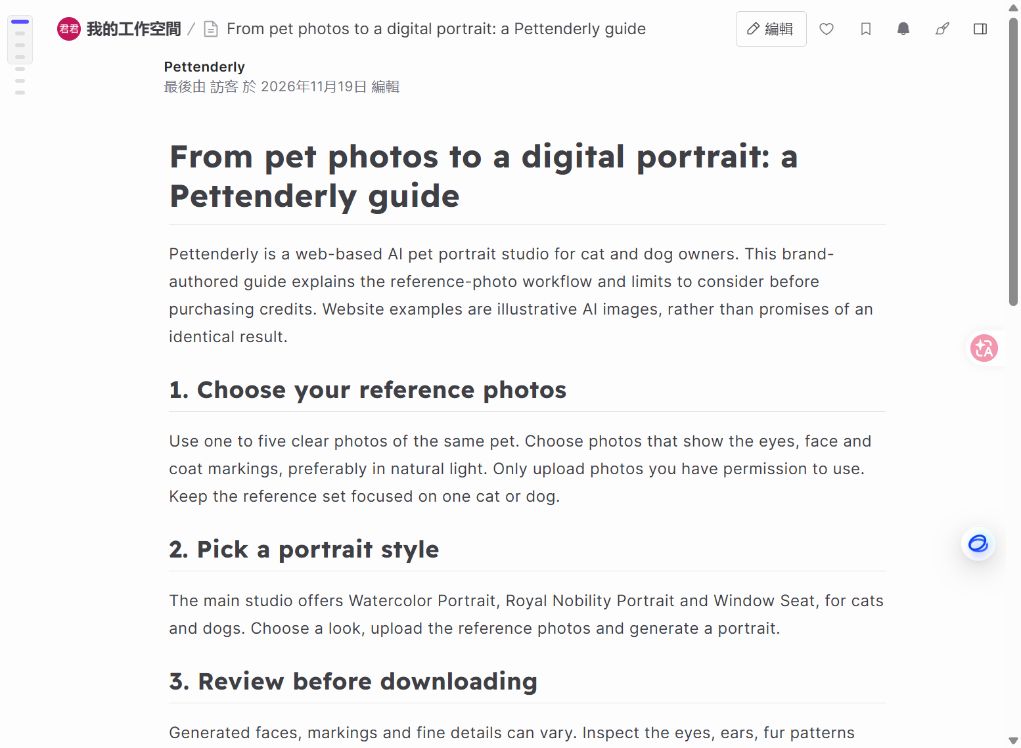 君君 我的工作空間 / From pet photos to a digital portrait: a Pettenderly guide
編輯
Pettenderly
最後由 訪客 於 2026年11月19日 編輯
From pet photos to a digital portrait: a
Pettenderly guide
Pettenderly is a web-based AI pet portrait studio for cat and dog owners. This brand-
authored guide explains the reference-photo workflow and limits to consider before
purchasing credits. Website examples are illustrative AI images, rather than promises of an
identical result.
1. Choose your reference photos
Use one to five clear photos of the same pet. Choose photos that show the eyes, face and
coat markings, preferably in natural light. Only upload photos you have permission to use.
Keep the reference set focused on one cat or dog.
2. Pick a portrait style
The main studio offers Watercolor Portrait, Royal Nobility Portrait and Window Seat, for cats
and dogs. Choose a look, upload the reference photos and generate a portrait.
3. Review before downloading
Generated faces, markings and fine details can vary. Inspect the eyes, ears, fur patterns